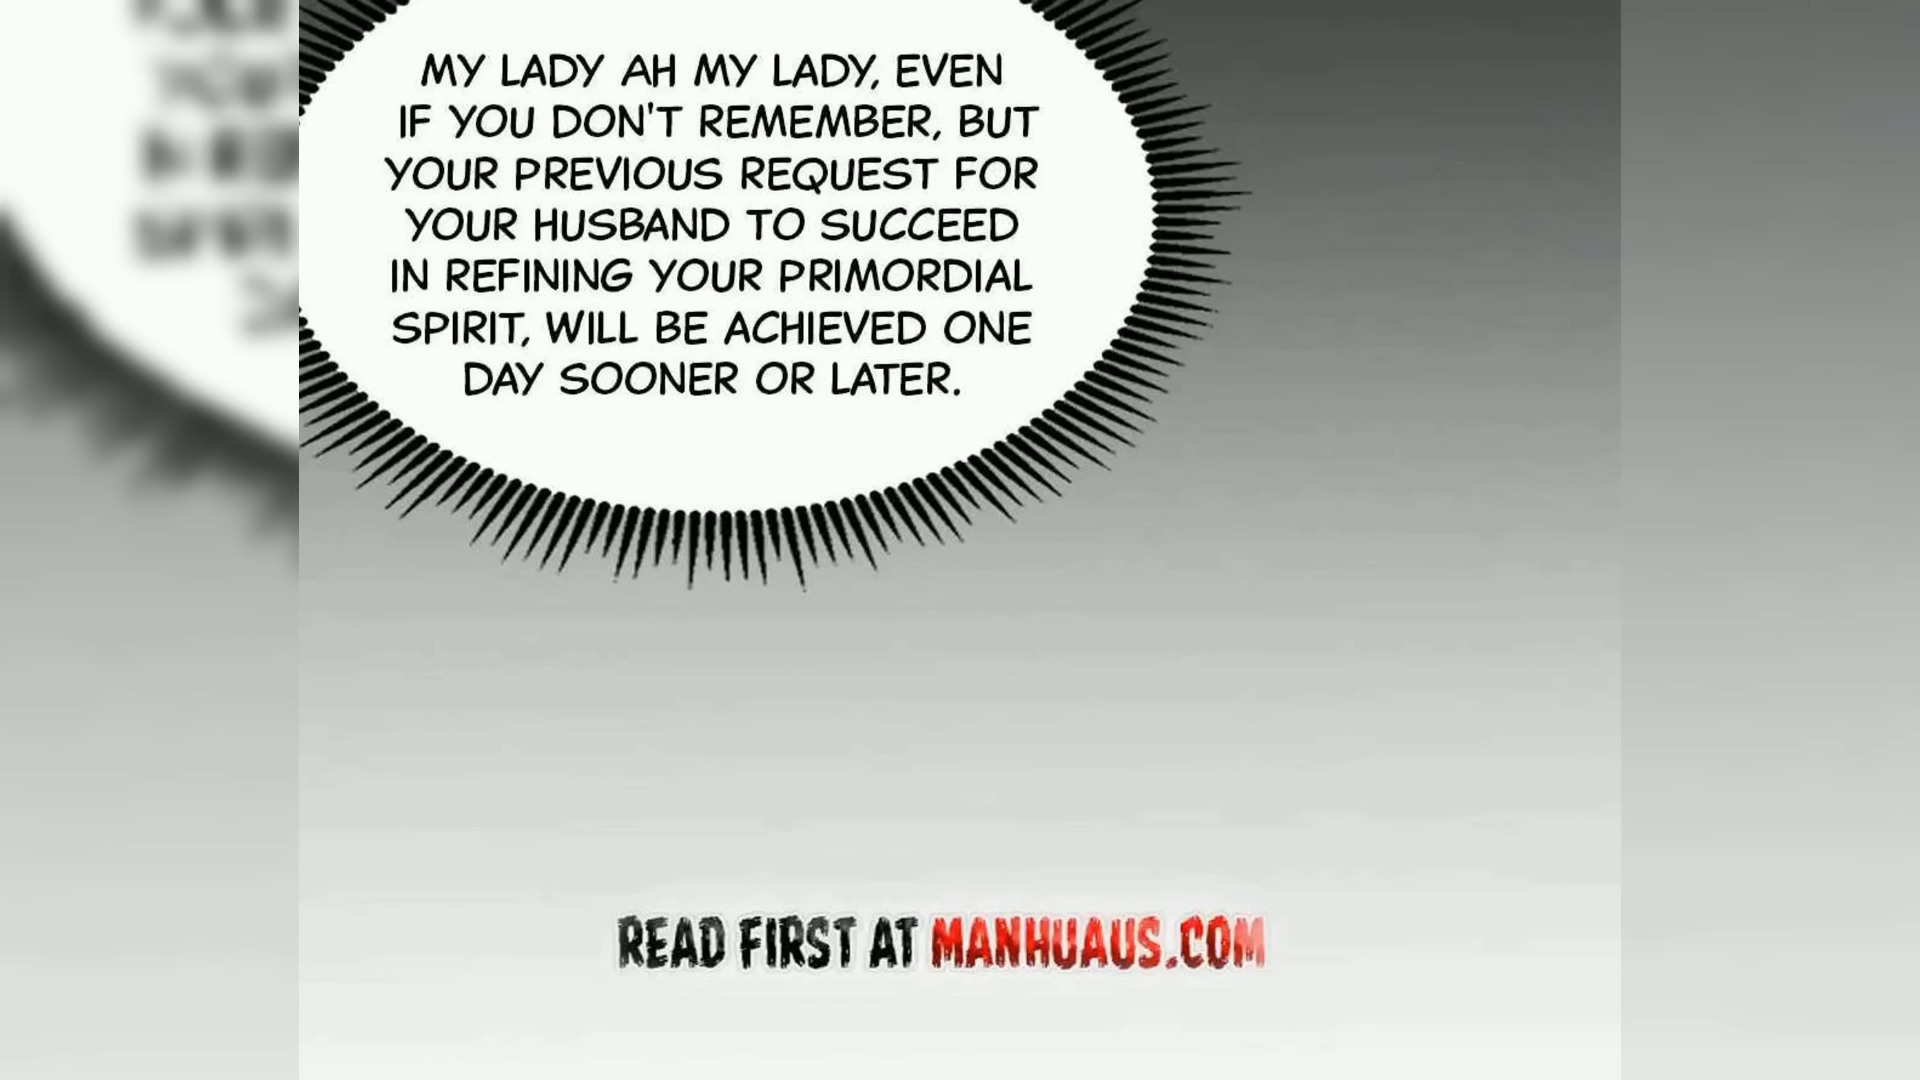 MY LADY AH MY LADY, EVEN
IF YOU DON'T REMEMBER, BUT
YOUR PREVIOUS REQUEST FOR
YOUR HUSBAND TO SUCCEED
IN REFINING YOUR PRIMORDIAL
SPIRIT, WILL BE ACHIEVED ONE
DAY SOONER OR LATER.
READ FIRST AT MANHUAUS.COM